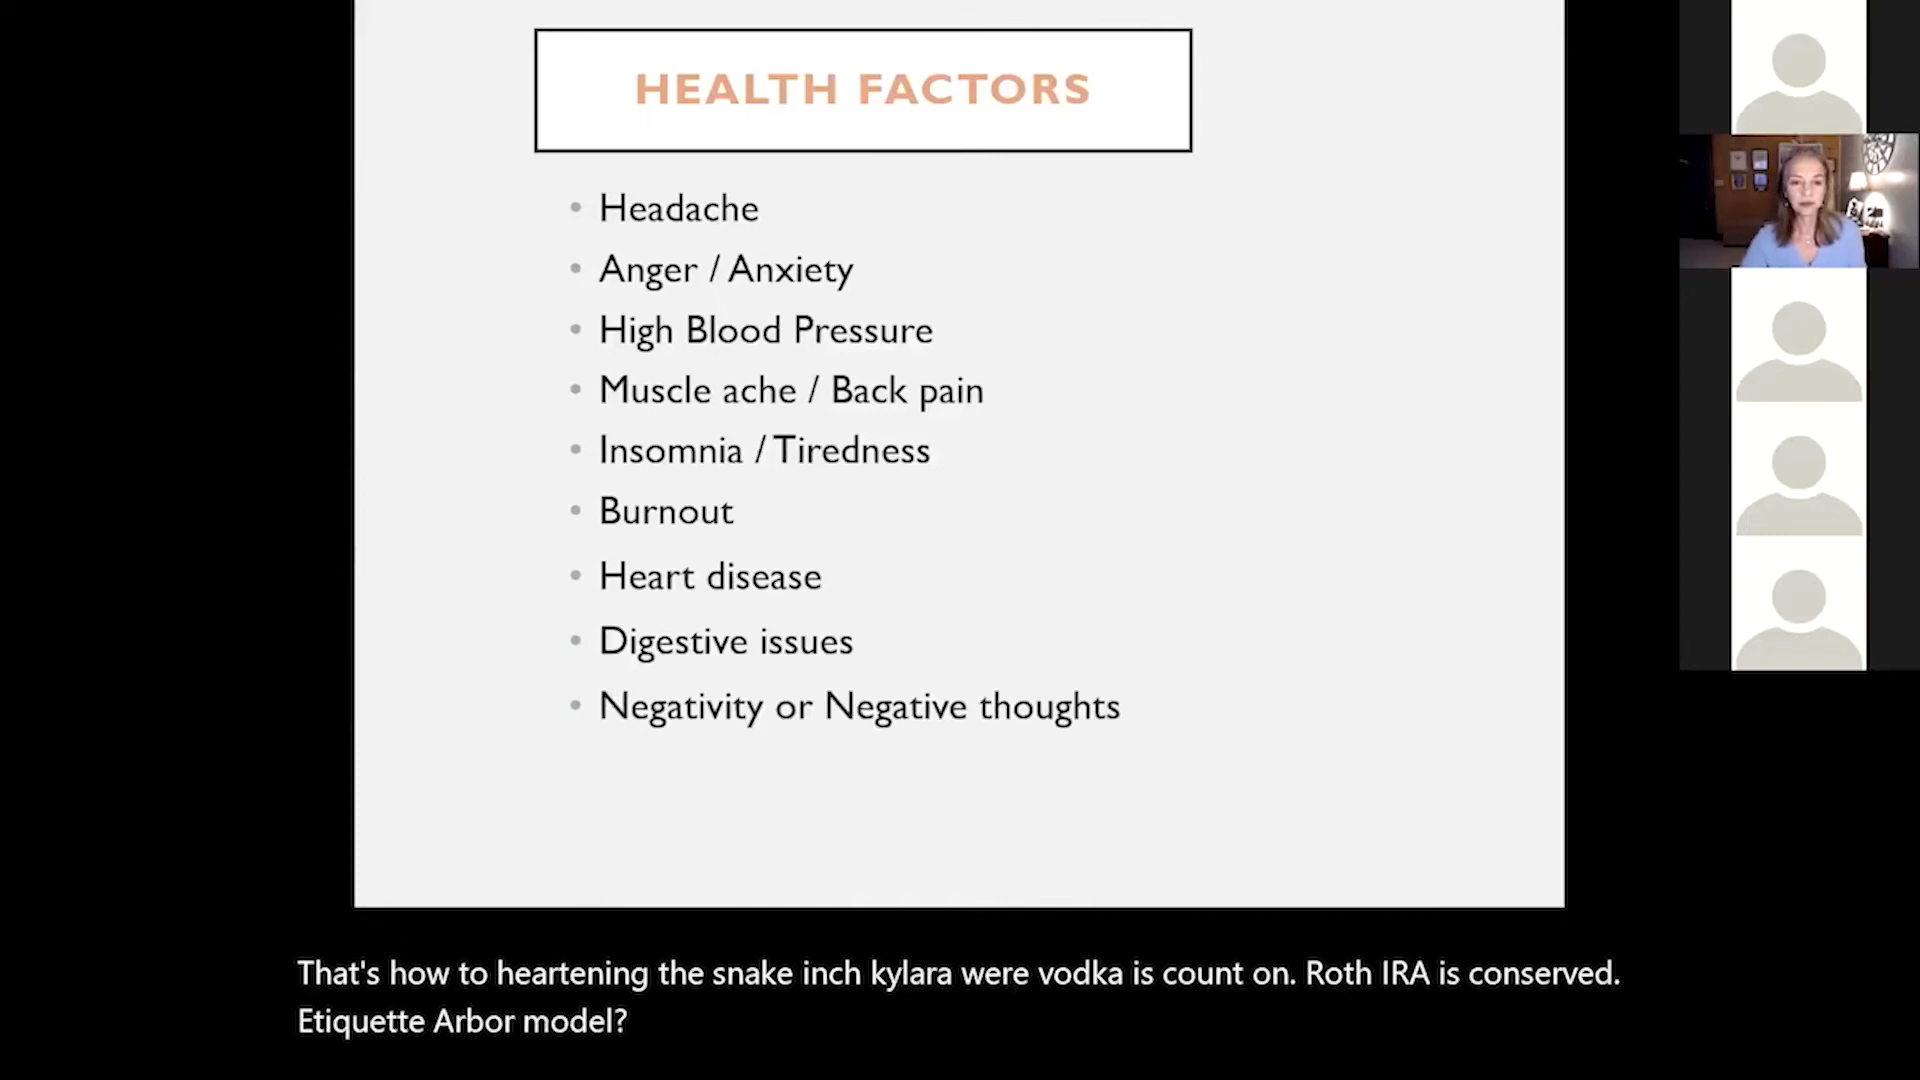 HEALTH FACTORS
• Headache
• Anger / Anxiety
• High Blood Pressure
• Muscle ache / Back pain
• Insomnia / Tiredness
• Burnout
• Heart disease
• Digestive issues
• Negativity or Negative thoughts
That's how to heartening the snake inch kylara were vodka is count on. Roth IRA is conserved.
Etiquette Arbor model?